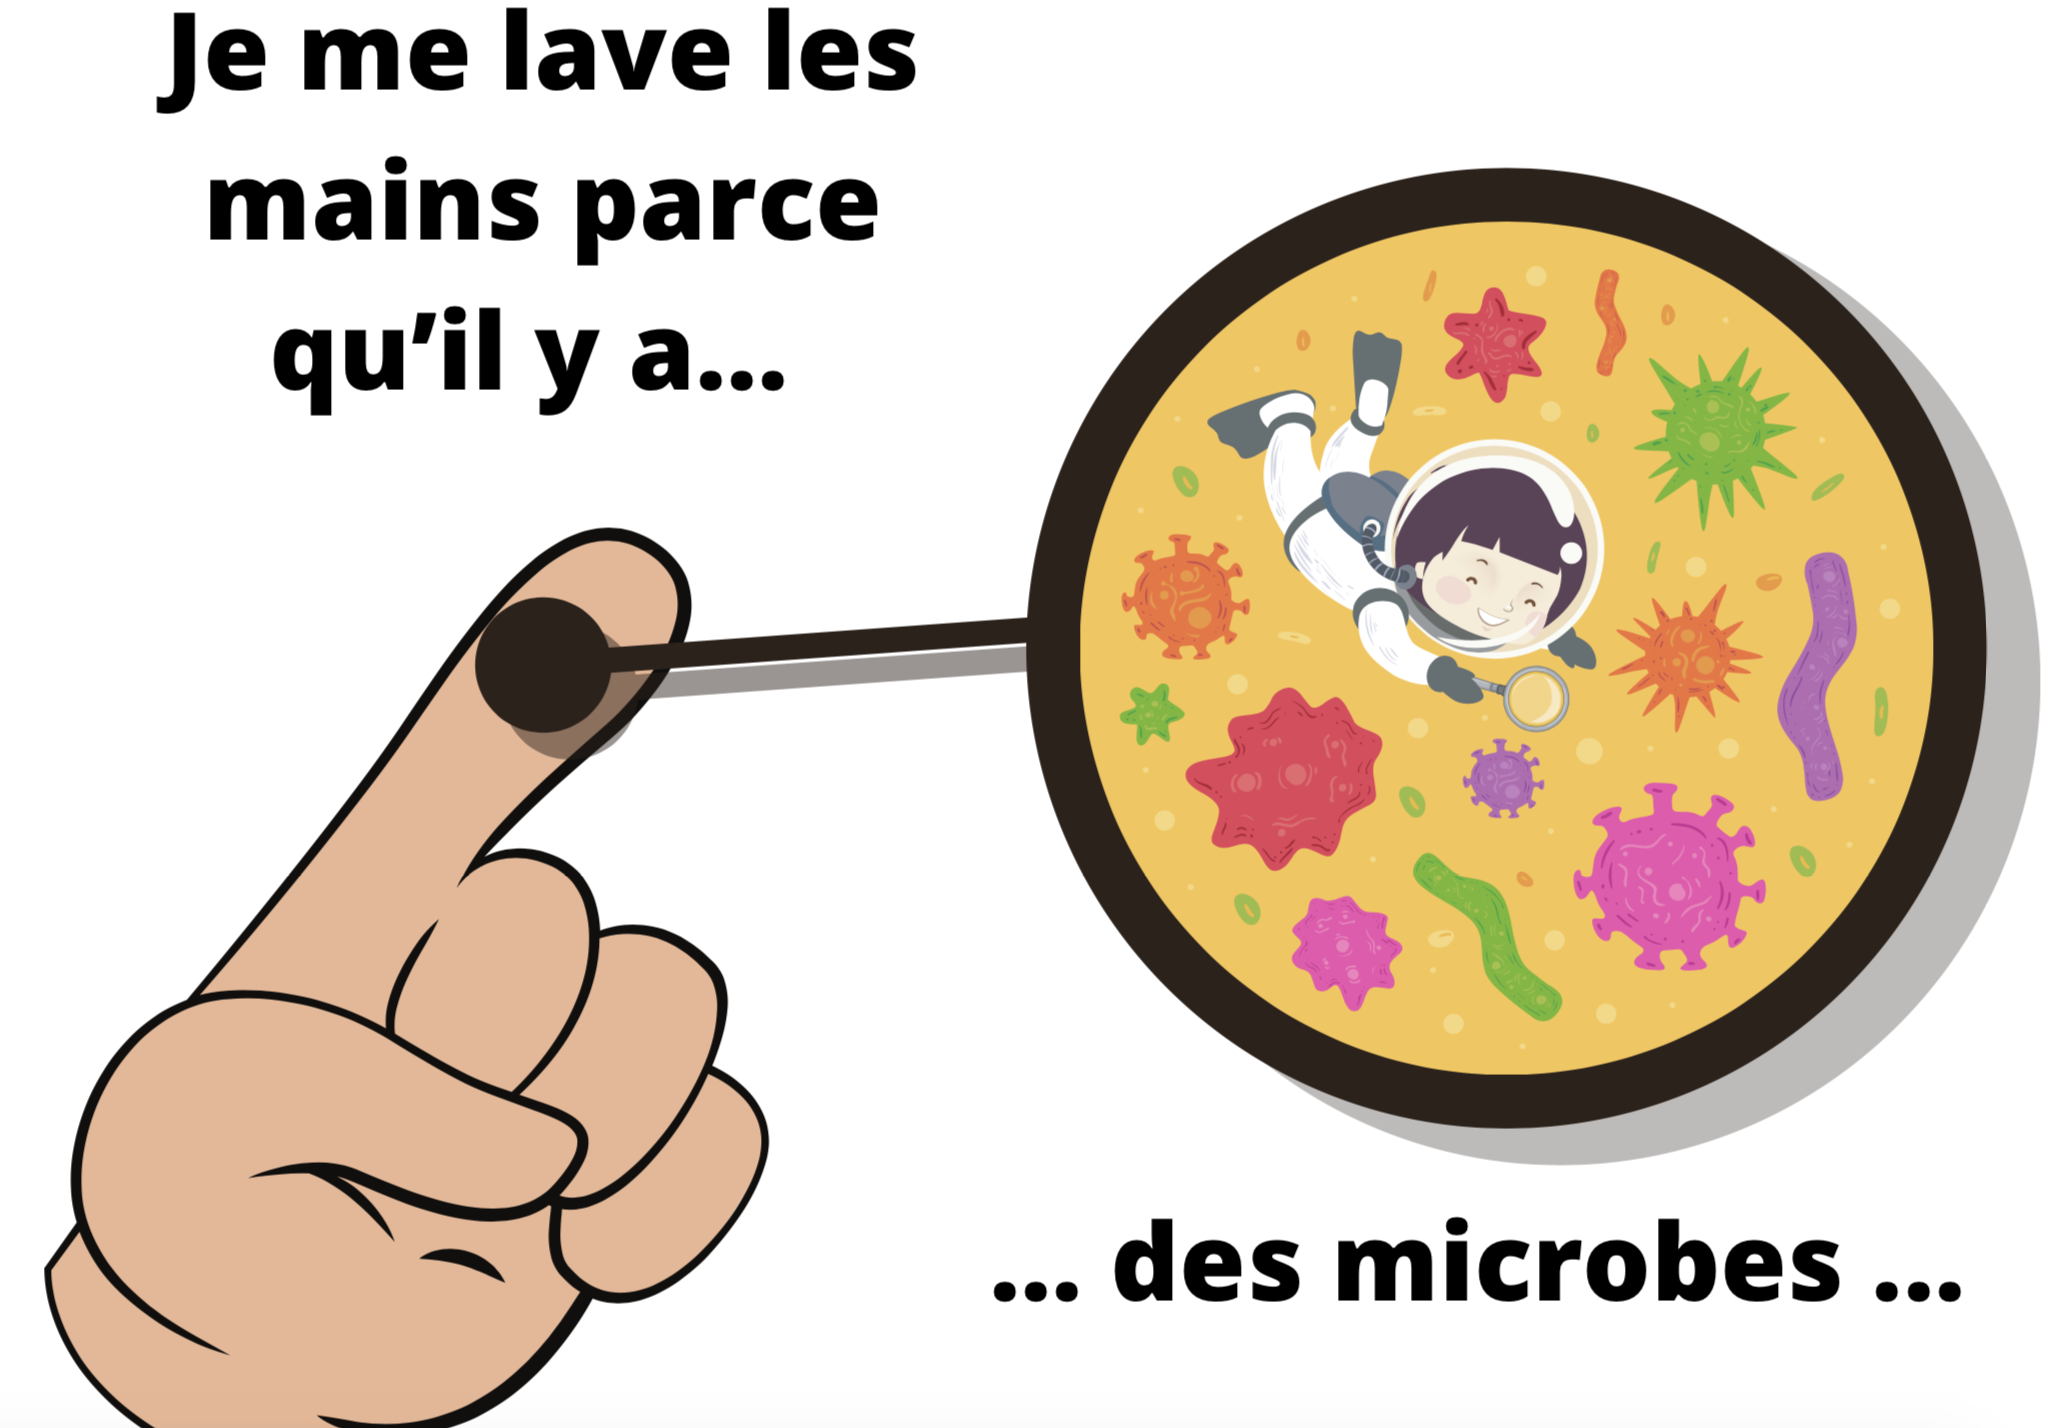 Je me lave les
mains parce
qu’il y a...
... des microbes ...